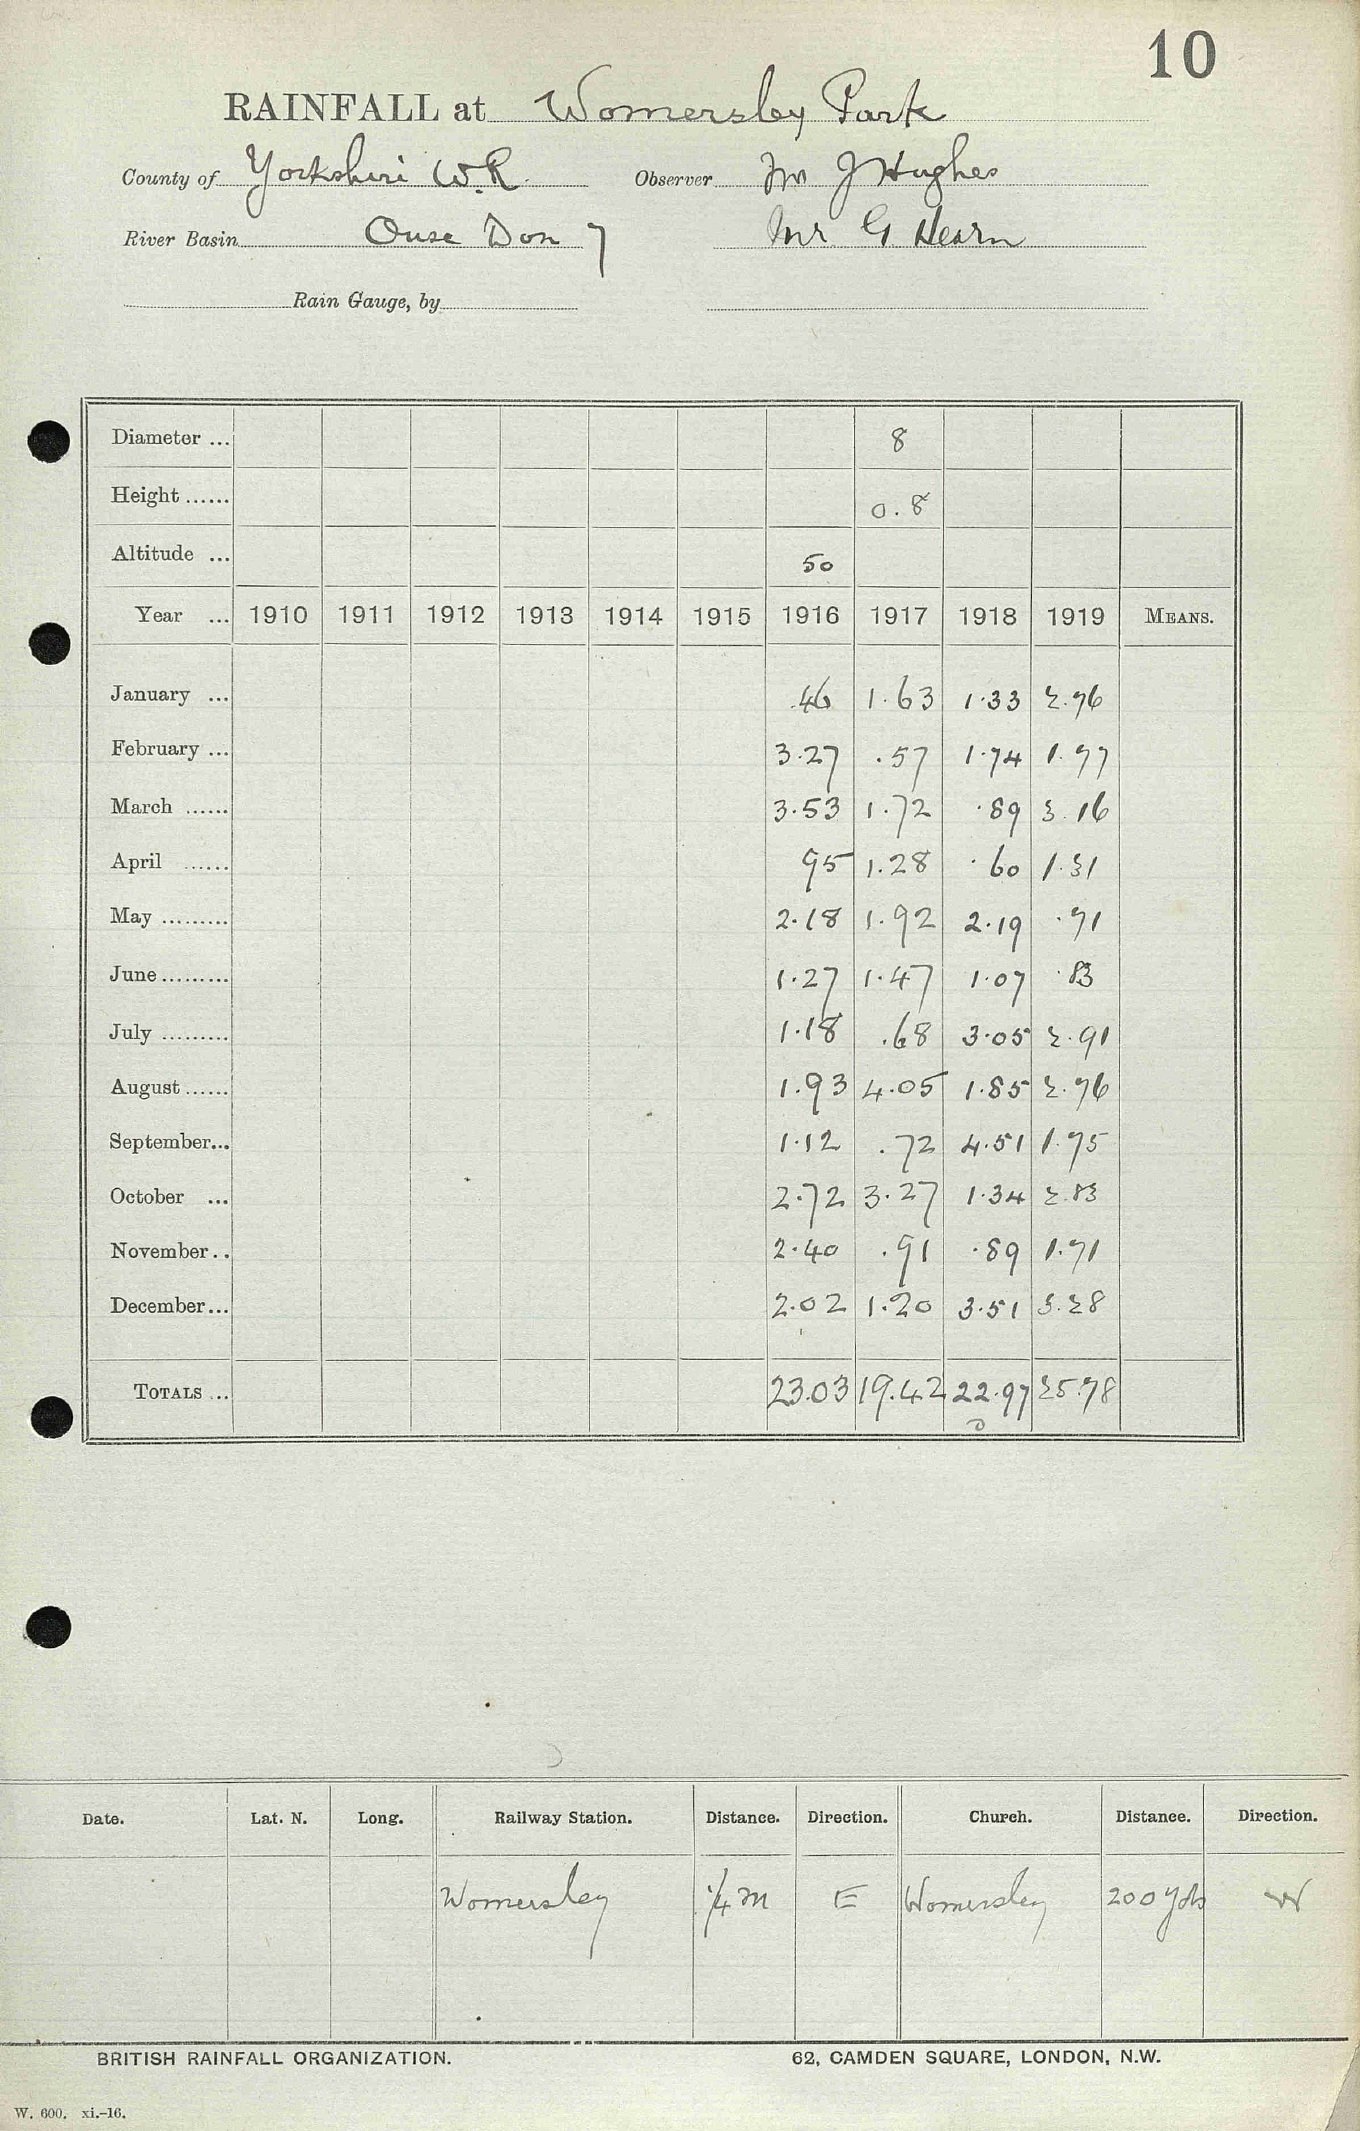 10
RAINFALL at Womersley Park
County of Yorkshire W.R. Observer Mr J Hughes
River Basin Ouse Don 7 Mr G Hearn
Rain Gauge, by
Diameter ... 8
Height ...... 0.8
Altitude ... 50
Year ... 1910 1911 1912 1913 1914 1915 1916 1917 1918 1919 MEANS.
January ... .46 1.63 1.33 2.76
February ... 3.27 .57 1.74 1.77
March ...... 3.53 1.72 .89 3.16
April ...... 95 1.28 .60 1.31
May ......... 2.18 1.92 2.19 .71
June ......... 1.27 1.47 1.07 .83
July ......... 1.18 .68 3.05 2.91
August ...... 1.93 4.05 1.85 2.76
September... 1.12 .72 4.51 1.75
October ... 2.72 3.27 1.34 2.83
November.. 2.40 .91 .89 1.71
December... 2.02 1.20 3.51 3.28
TOTALS ... 23.03 19.42 22.97 25.78
Date. Lat. N. Long. Railway Station. Distance. Direction. Church. Distance. Direction.
Womersley 1/4 m E Womersley 200 yds W
BRITISH RAINFALL ORGANIZATION. 62, CAMDEN SQUARE, LONDON, N.W.
W. 600. xi.-16.